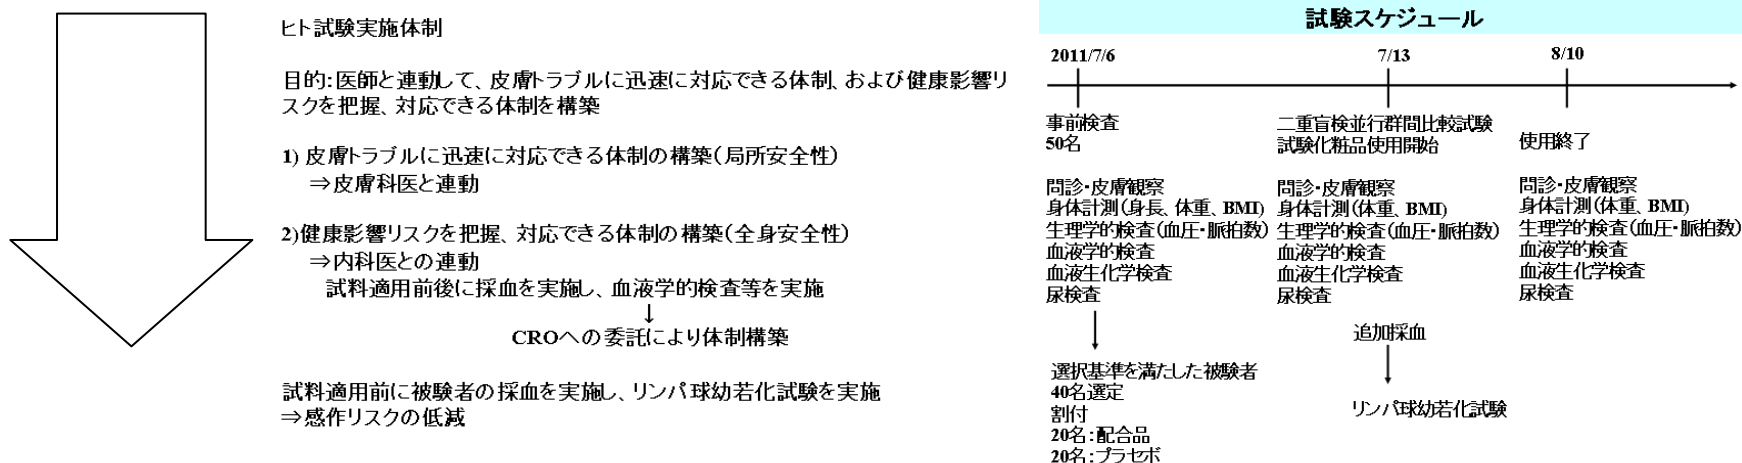 ヒト試験実施体制
目的:医師と連動して、皮膚トラブルに迅速に対応できる体制、および健康影響リ
スクを把握、対応できる体制を構築
1) 皮膚トラブルに迅速に対応できる体制の構築(局所安全性)
⇒皮膚科医と連動
2)健康影響リスクを把握、対応できる体制の構築(全身安全性)
⇒内科医との連動
試料適用前後に採血を実施し、血液学的検査等を実施
↓
CROへの委託により体制構築
試料適用前に被験者の採血を実施し、リンパ球幼若化試験を実施
⇒感作リスクの低減
試験スケジュール
2011/7/6
事前検査
50名
問診・皮膚観察
身体計測(身長、体重、BMI)
生理学的検査(血圧・脈拍数)
血液学的検査
血液生化学検査
尿検査
選択基準を満たした被験者
40名選定
割付
20名:配合品
20名:プラセボ
7/13
二重盲検並行群間比較試験
試験化粧品使用開始
問診・皮膚観察
身体計測(体重、BMI)
生理学的検査(血圧・脈拍数)
血液学的検査
血液生化学検査
尿検査
追加採血
リンパ球幼若化試験
8/10
使用終了
問診・皮膚観察
身体計測(体重、BMI)
生理学的検査(血圧・脈拍数)
血液学的検査
血液生化学検査
尿検査